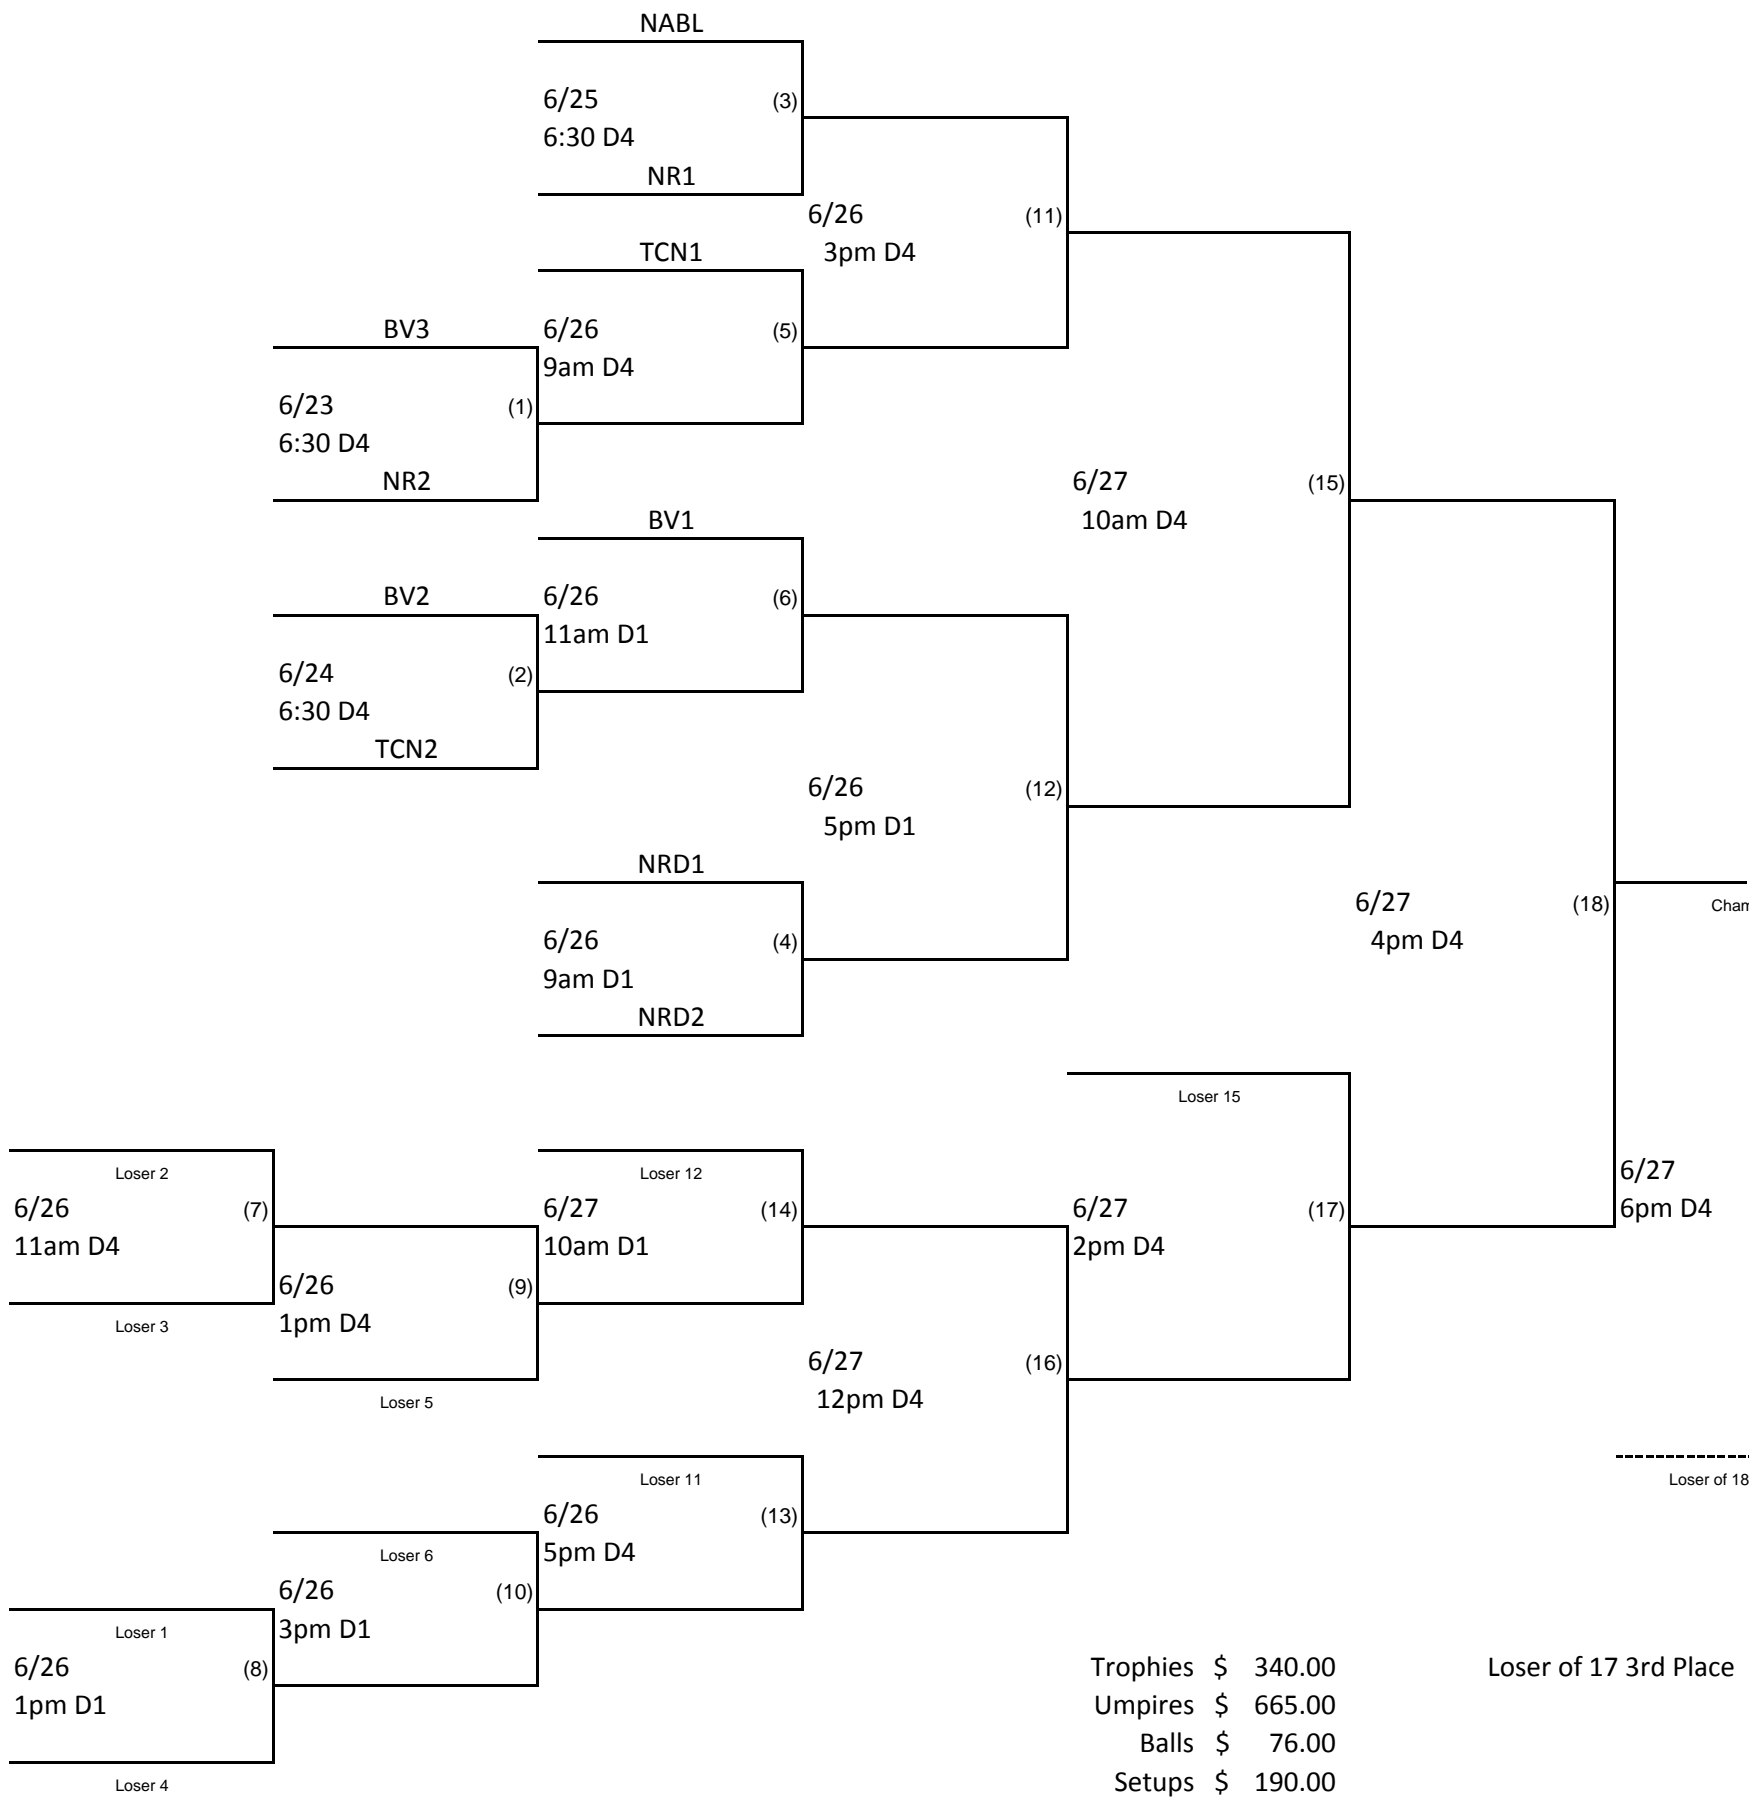 NABL
6/25 (3)
6:30 D4
NR1
6/26 (11)
TCN1
3pm D4
BV3
6/26 (5)
9am D4
6/23 (1)
6:30 D4
NR2
6/27 (15)
BV1
10am D4
BV2
6/26 (6)
11am D1
6/24 (2)
6:30 D4
TCN2
6/26 (12)
5pm D1
NRD1
6/27 (18)
Cham
6/26 (4)
4pm D4
9am D1
NRD2
Loser 15
Loser 2
Loser 12
6/27
6/26 (7)
6/27 (14)
6/27 (17)
6pm D4
11am D4
10am D1
2pm D4
6/26 (9)
Loser 3
1pm D4
6/27 (16)
Loser 5
12pm D4
Loser 11
Loser of 18
6/26 (13)
Loser 6
5pm D4
6/26 (10)
Loser 1
3pm D1
6/26 (8)
Trophies $ 340.00
Loser of 17 3rd Place
1pm D1
Umpires $ 665.00
Balls $ 76.00
Loser 4
Setups $ 190.00